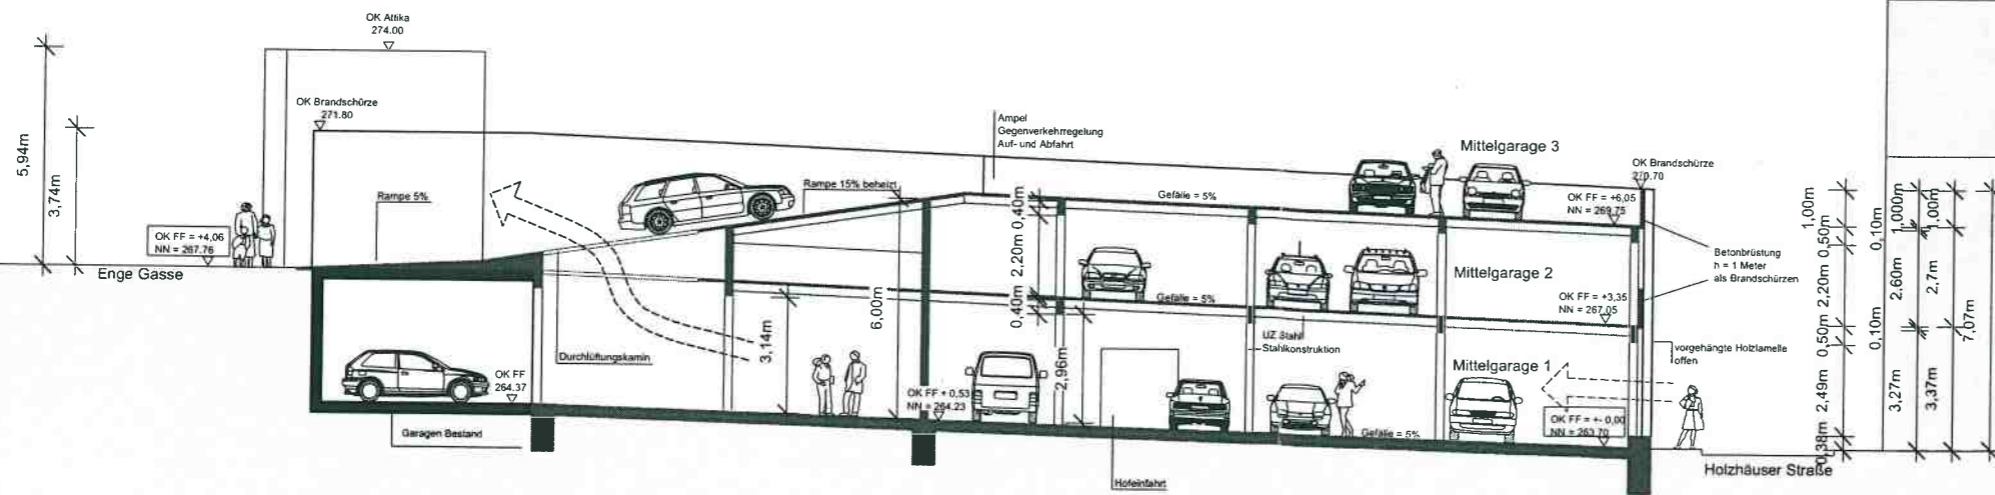 OK Attika
274.00
5,94m
3,74m
OK Brandschürze
271.80
Rampe 5%
OK FF = +4,06
NN = 267.76
Enge Gasse
Ampel
Gegenverkehrregelung
Auf- und Abfahrt
Rampe 15% beheizt
Gefälle = 5%
Mittelgarage 3
OK Brandschürze
270.70
OK FF = +6,05
NN = 269.75
0,40m
2,20m
0,40m
Mittelgarage 2
Gefälle = 5%
OK FF = +3,35
NN = 267.05
Betonbrüstung
h = 1 Meter
als Brandschürzen
3,14m
6,00m
2,96m
Durchlüftungskamin
UZ Stahl
Stahlkonstruktion
Mittelgarage 1
vorgehängte Holzlamelle
offen
OK FF
264.37
OK FF + 0,53
NN = 264.23
OK FF = +- 0,00
NN = 263.70
Gefälle = 5%
Garagen Bestand
Hofeinfahrt
Holzhäuser Straße
1,00m
0,50m
2,20m
0,50m
2,49m
0,38m
0,10m
0,10m
1,000m
2,60m
3,27m
1,00m
2,7m
3,37m
7,07m